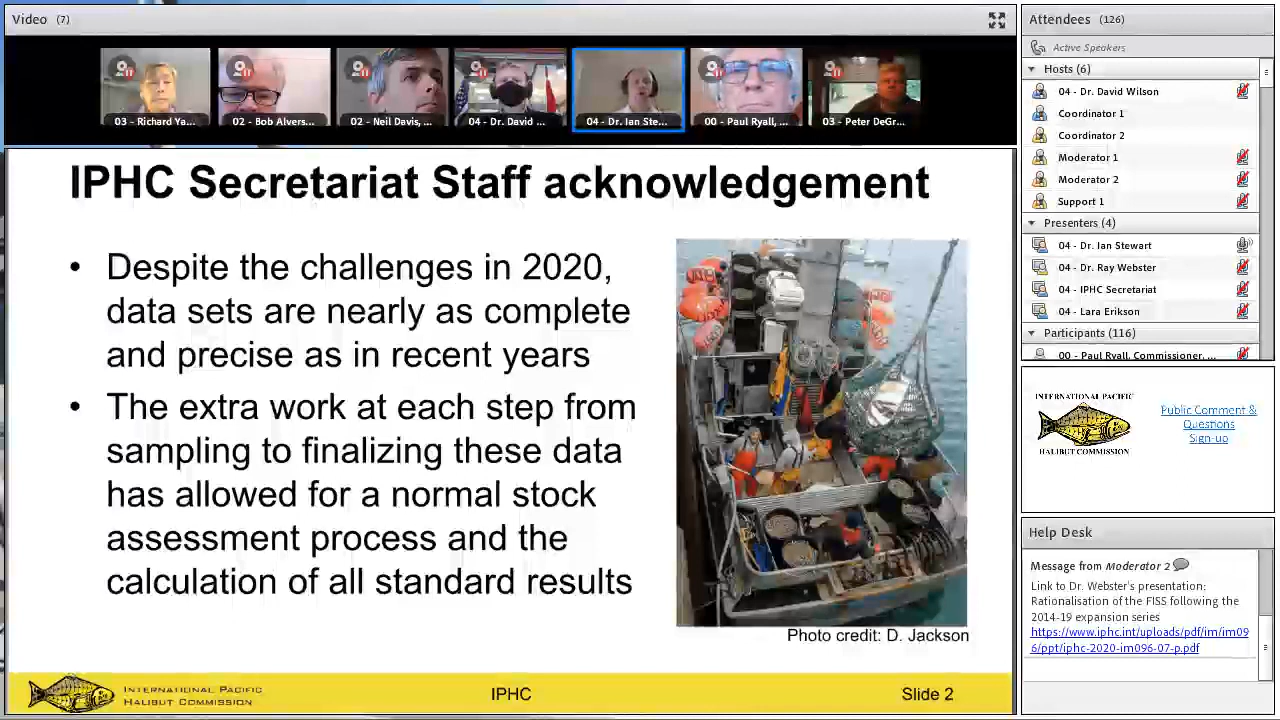 Video (7)
03 - Richard Ya...
02 - Bob Alvers...
02 - Neil Davis, ...
04 - Dr. David ...
04 - Dr. Ian Ste...
00 - Paul Ryall, ...
03 - Peter DeGr...
IPHC Secretariat Staff acknowledgement
• Despite the challenges in 2020,
data sets are nearly as complete
and precise as in recent years
• The extra work at each step from
sampling to finalizing these data
has allowed for a normal stock
assessment process and the
calculation of all standard results
Photo credit: D. Jackson
INTERNATIONAL PACIFIC
HALIBUT COMMISSION
IPHC
Slide 2
Attendees (126)
Active Speakers
Hosts (6)
04 - Dr. David Wilson
Coordinator 1
Coordinator 2
Moderator 1
Moderator 2
Support 1
Presenters (4)
04 - Dr. Ian Stewart
04 - Dr. Ray Webster
04 - IPHC Secretariat
04 - Lara Erikson
Participants (116)
00 - Paul Ryall, Commissioner, ...
INTERNATIONAL PACIFIC
HALIBUT COMMISSION
Public Comment &
Questions
Sign-up
Help Desk
Message from Moderator 2
Link to Dr. Webster's presentation:
Rationalisation of the FISS following the
2014-19 expansion series
https://www.iphc.int/uploads/pdf/im/im09
6/ppt/iphc-2020-im096-07-p.pdf